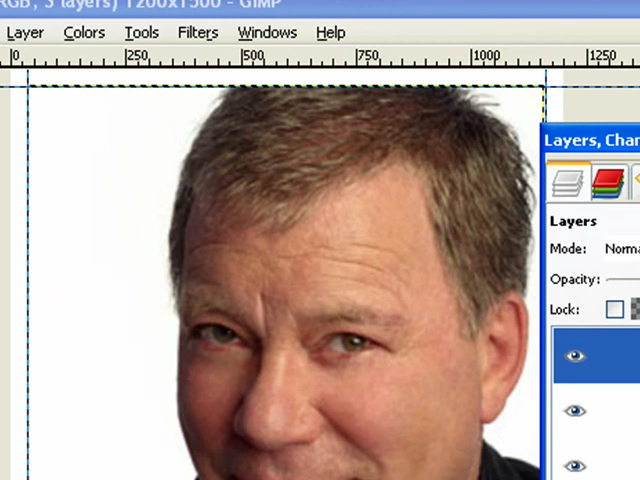 RGB, 3 layers) 1200x1500 - GIMP
Layer Colors Tools Filters Windows Help
0 250 500 750 1000 1250
Layers, Chan
Layers
Mode: Norma
Opacity:
Lock: